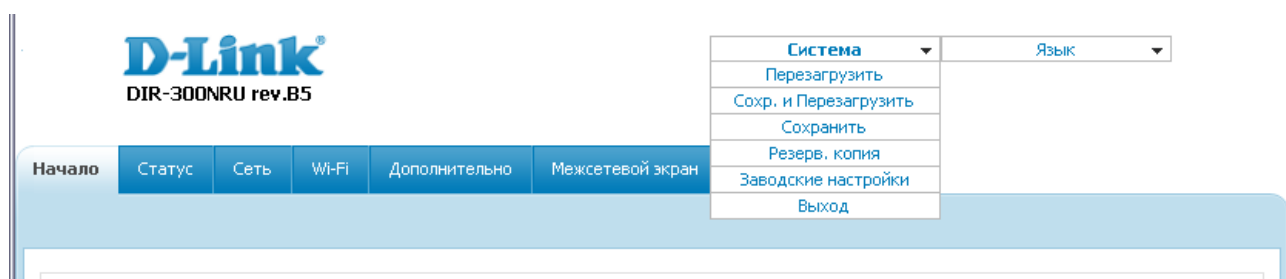 D-Link®
DIR-300NRU rev.B5
Система Язык
Перезагрузить
Сохр. и Перезагрузить
Сохранить
Резерв. копия
Заводские настройки
Выход
Начало Статус Сеть Wi-Fi Дополнительно Межсетевой экран